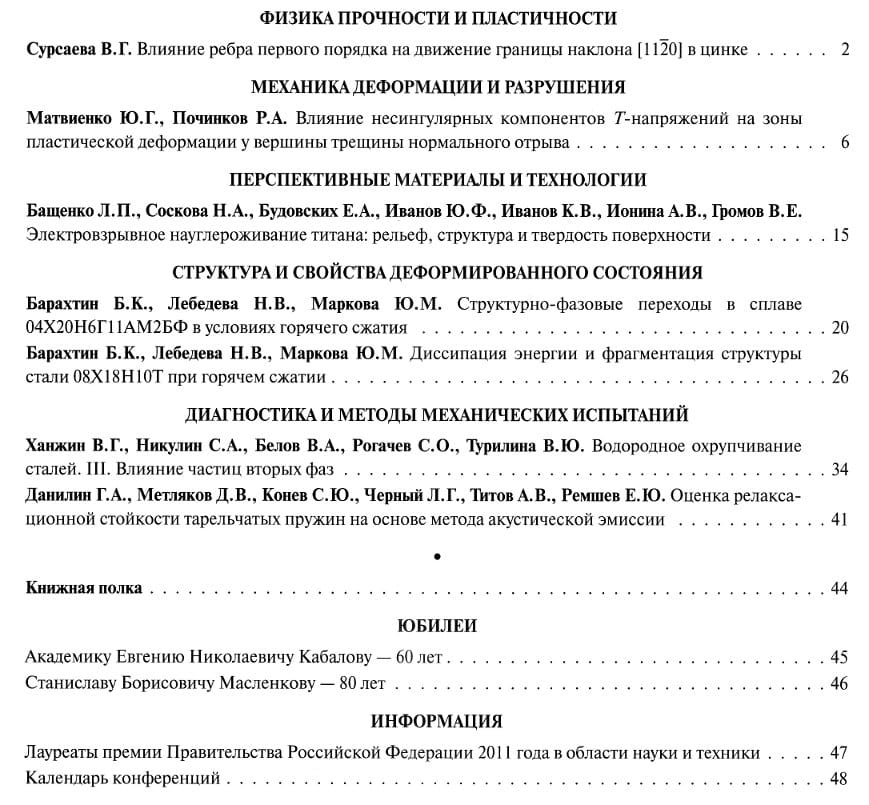 ФИЗИКА ПРОЧНОСТИ И ПЛАСТИЧНОСТИ
Сурсаева В.Г. Влияние ребра первого порядка на движение границы наклона [112̅0] в цинке . . . . . . 2
МЕХАНИКА ДЕФОРМАЦИИ И РАЗРУШЕНИЯ
Матвиенко Ю.Г., Починков Р.А. Влияние несингулярных компонентов T-напряжений на зоны
пластической деформации у вершины трещины нормального отрыва . . . . . . . . . . . . . . . . . . . . . . . 6
ПЕРСПЕКТИВНЫЕ МАТЕРИАЛЫ И ТЕХНОЛОГИИ
Бащенко Л.П., Соскова Н.А., Будовских Е.А., Иванов Ю.Ф., Иванов К.В., Ионина А.В., Громов В.Е.
Электровзрывное науглероживание титана: рельеф, структура и твердость поверхности . . . . . . . . . 15
СТРУКТУРА И СВОЙСТВА ДЕФОРМИРОВАННОГО СОСТОЯНИЯ
Барахтин Б.К., Лебедева Н.В., Маркова Ю.М. Структурно-фазовые переходы в сплаве
04Х20Н6Г11АМ2БФ в условиях горячего сжатия . . . . . . . . . . . . . . . . . . . . . . . . . . . . . . . . . . . . . 20
Барахтин Б.К., Лебедева Н.В., Маркова Ю.М. Диссипация энергии и фрагментация структуры
стали 08Х18Н10Т при горячем сжатии . . . . . . . . . . . . . . . . . . . . . . . . . . . . . . . . . . . . . . . . . . . . . 26
ДИАГНОСТИКА И МЕТОДЫ МЕХАНИЧЕСКИХ ИСПЫТАНИЙ
Ханжин В.Г., Никулин С.А., Белов В.А., Рогачев С.О., Турилина В.Ю. Водородное охрупчивание
сталей. III. Влияние частиц вторых фаз . . . . . . . . . . . . . . . . . . . . . . . . . . . . . . . . . . . . . . . . . . . . 34
Данилин Г.А., Метляков Д.В., Конев С.Ю., Черный Л.Г., Титов А.В., Ремшев Е.Ю. Оценка релакса-
ционной стойкости тарельчатых пружин на основе метода акустической эмиссии . . . . . . . . . . . . 41
•
Книжная полка . . . . . . . . . . . . . . . . . . . . . . . . . . . . . . . . . . . . . . . . . . . . . . . . . . . . . . . . . . . . . . 44
ЮБИЛЕИ
Академику Евгению Николаевичу Кабалову — 60 лет . . . . . . . . . . . . . . . . . . . . . . . . . . . . . . . . . . . 45
Станиславу Борисовичу Масленкову — 80 лет . . . . . . . . . . . . . . . . . . . . . . . . . . . . . . . . . . . . . . . . 46
ИНФОРМАЦИЯ
Лауреаты премии Правительства Российской Федерации 2011 года в области науки и техники . . . . . 47
Календарь конференций . . . . . . . . . . . . . . . . . . . . . . . . . . . . . . . . . . . . . . . . . . . . . . . . . . . . . . . 48